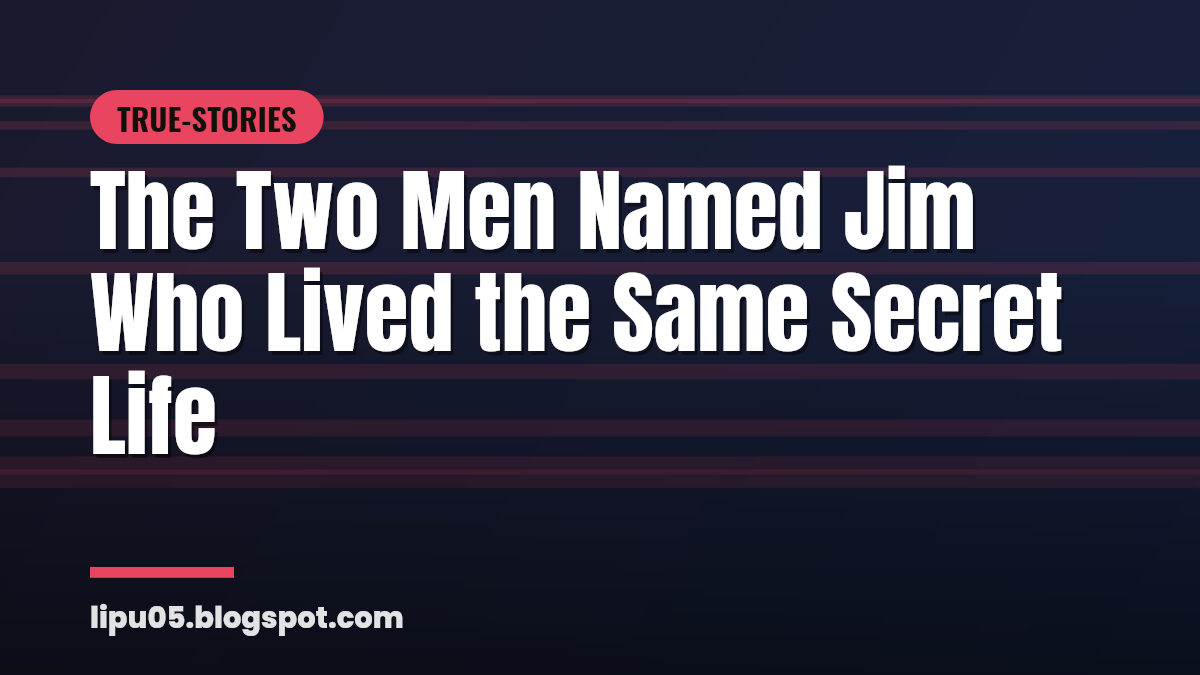 TRUE-STORIES
The Two Men Named Jim
Who Lived the Same Secret
Life
lipu05.blogspot.com